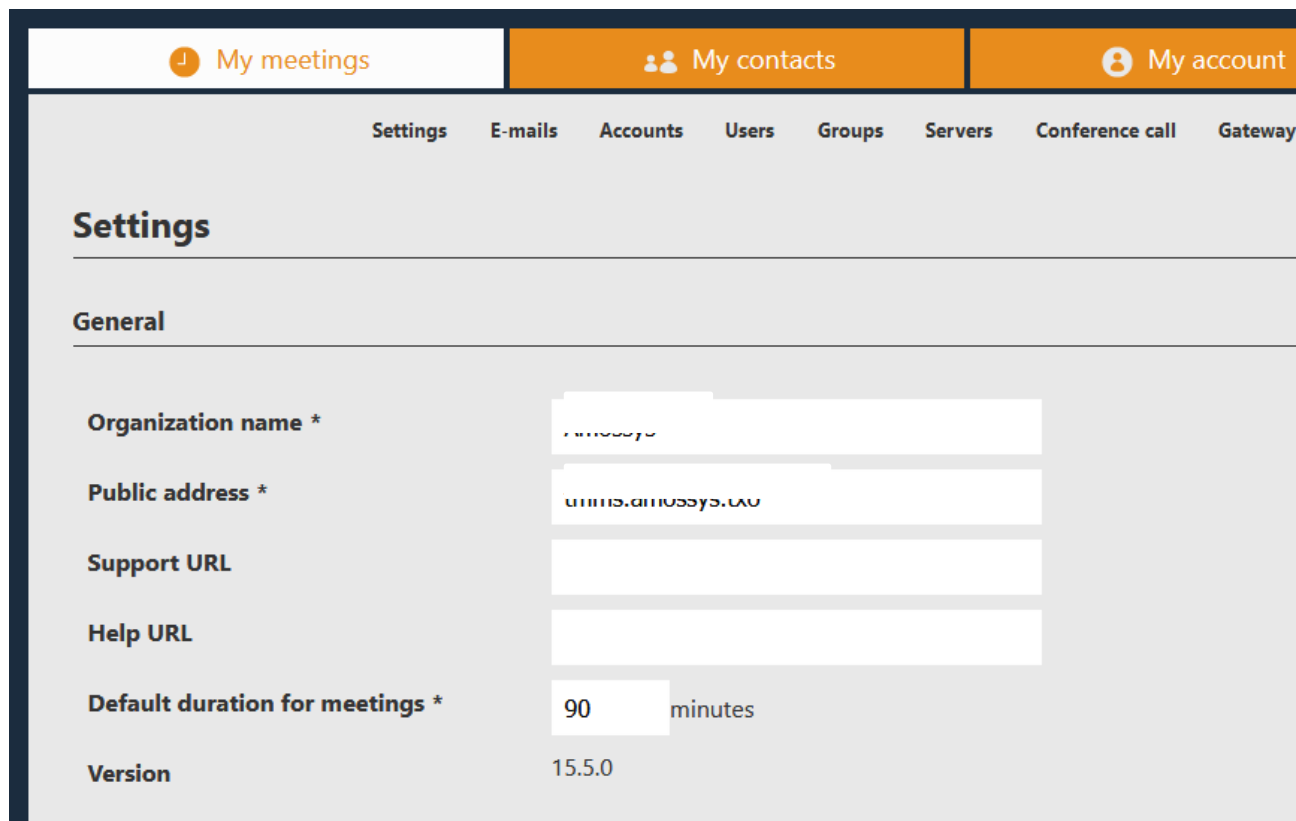 My meetings
My contacts
My account
Settings E-mails Accounts Users Groups Servers Conference call Gateway
Settings
General
Organization name *
Public address *
Support URL
Help URL
Default duration for meetings * 90 minutes
Version 15.5.0